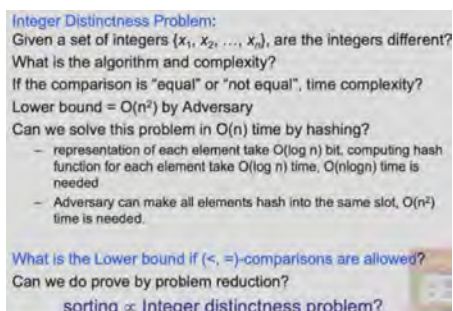 Integer Distinctness Problem:
Given a set of integers {x₁, x₂, ..., xₙ}, are the integers different?
What is the algorithm and complexity?
If the comparison is "equal" or "not equal", time complexity?
Lower bound = O(n²) by Adversary
Can we solve this problem in O(n) time by hashing?
– representation of each element take O(log n) bit, computing hash
function for each element take O(log n) time, O(nlogn) time is
needed
– Adversary can make all elements hash into the same slot, O(n²)
time is needed.
What is the Lower bound if (<, =)-comparisons are allowed?
Can we do prove by problem reduction?
sorting ∝ Integer distinctness problem?